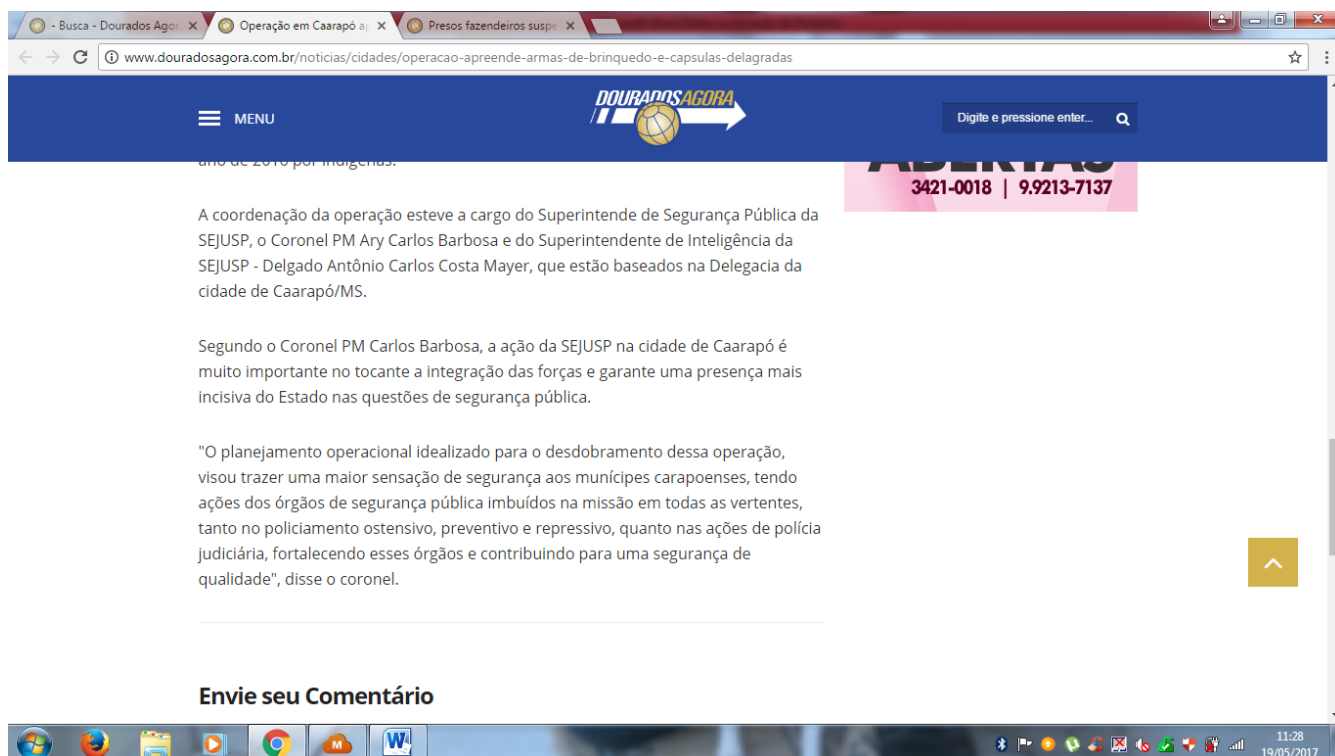 - Busca - Dourados Agor
Operação em Caarapó a
Presos fazendeiros suspe
www.douradosagora.com.br/noticias/cidades/operacao-apreende-armas-de-brinquedo-e-capsulas-delagradas
MENU
DOURADOSAGORA
Digite e pressione enter...
ano de 2016 por indígenas.
ABERTAS
3421-0018 | 9.9213-7137
A coordenação da operação esteve a cargo do Superintende de Segurança Pública da
SEJUSP, o Coronel PM Ary Carlos Barbosa e do Superintendente de Inteligência da
SEJUSP - Delgado Antônio Carlos Costa Mayer, que estão baseados na Delegacia da
cidade de Caarapó/MS.
Segundo o Coronel PM Carlos Barbosa, a ação da SEJUSP na cidade de Caarapó é
muito importante no tocante a integração das forças e garante uma presença mais
incisiva do Estado nas questões de segurança pública.
"O planejamento operacional idealizado para o desdobramento dessa operação,
visou trazer uma maior sensação de segurança aos munícipes carapoenses, tendo
ações dos órgãos de segurança pública imbuídos na missão em todas as vertentes,
tanto no policiamento ostensivo, preventivo e repressivo, quanto nas ações de polícia
judiciária, fortalecendo esses órgãos e contribuindo para uma segurança de
qualidade", disse o coronel.
Envie seu Comentário
11:28
19/05/2017